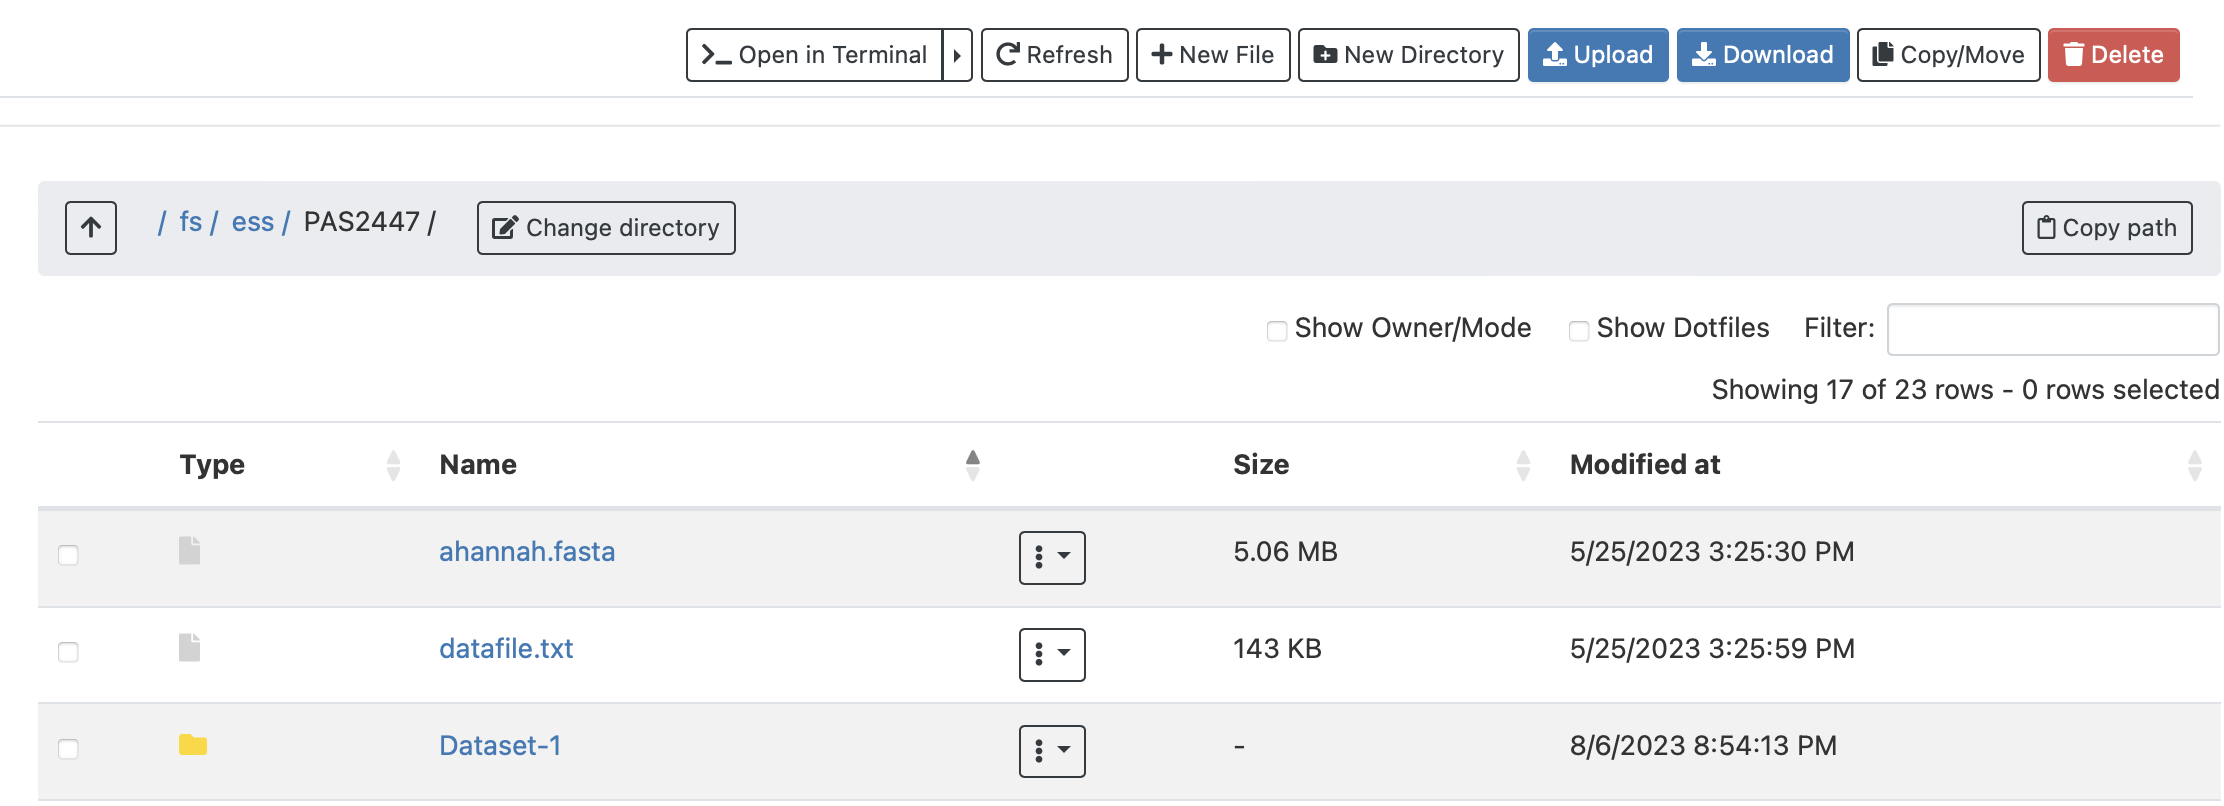 Open in Terminal Refresh New File New Directory Upload Download Copy/Move Delete
/ fs / ess / PAS2447 / Change directory Copy path
Show Owner/Mode Show Dotfiles Filter:
Showing 17 of 23 rows - 0 rows selected
Type Name Size Modified at
ahannah.fasta 5.06 MB 5/25/2023 3:25:30 PM
datafile.txt 143 KB 5/25/2023 3:25:59 PM
Dataset-1 - 8/6/2023 8:54:13 PM